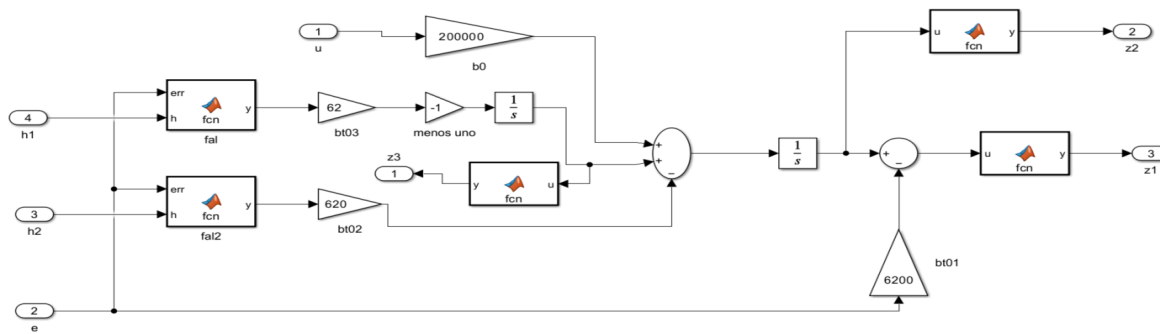 1
u
200000
b0
u
fcn
y
2
z2
4
h1
err
h
fcn
y
fal
62
bt03
-1
menos uno
1
s
+
+
−
z3
1
y
fcn
u
1
s
+
−
u
fcn
y
3
z1
3
h2
err
h
fcn
y
fal2
620
bt02
6200
bt01
2
e